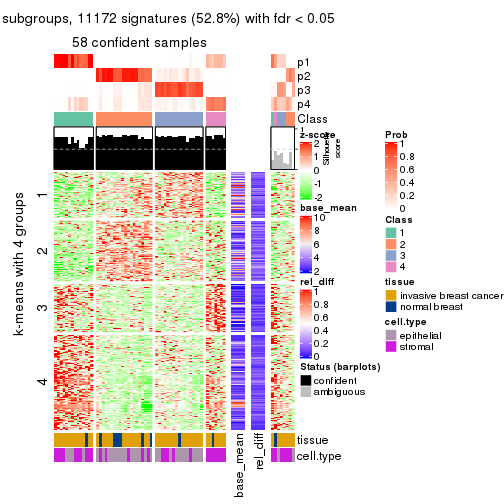 subgroups, 11172 signatures (52.8%) with fdr < 0.05
58 confident samples
p1
p2
p3
p4
Class
1
Silhouette
score
k-means with 4 groups
1
2
3
4
z-score
2
1
0
-1
-2
base_mean
10
8
6
4
2
rel_diff
1
0.8
0.6
0.4
0.2
0
Status (barplots)
confident
ambiguous
Prob
1
0.8
0.6
0.4
0.2
0
Class
1
2
3
4
tissue
invasive breast cancer
normal breast
cell.type
epithelial
stromal
tissue
cell.type
base_mean
rel_diff